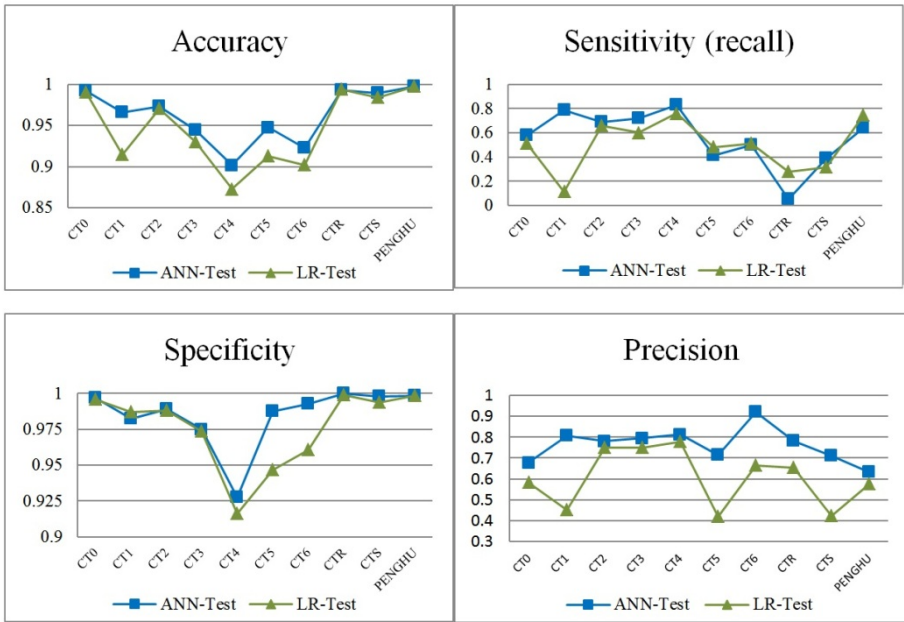 Accuracy
1
0.95
0.9
0.85
CT0 CT1 CT2 CT3 CT4 CT5 CT6 CTR CTS PENGHU
ANN-Test LR-Test
Sensitivity (recall)
1
0.8
0.6
0.4
0.2
0
CT0 CT1 CT2 CT3 CT4 CT5 CT6 CTR CTS PENGHU
ANN-Test LR-Test
Specificity
1
0.975
0.95
0.925
0.9
CT0 CT1 CT2 CT3 CT4 CT5 CT6 CTR CTS PENGHU
ANN-Test LR-Test
Precision
1
0.9
0.8
0.7
0.6
0.5
0.4
0.3
CT0 CT1 CT2 CT3 CT4 CT5 CT6 CTR CTS PENGHU
ANN-Test LR-Test